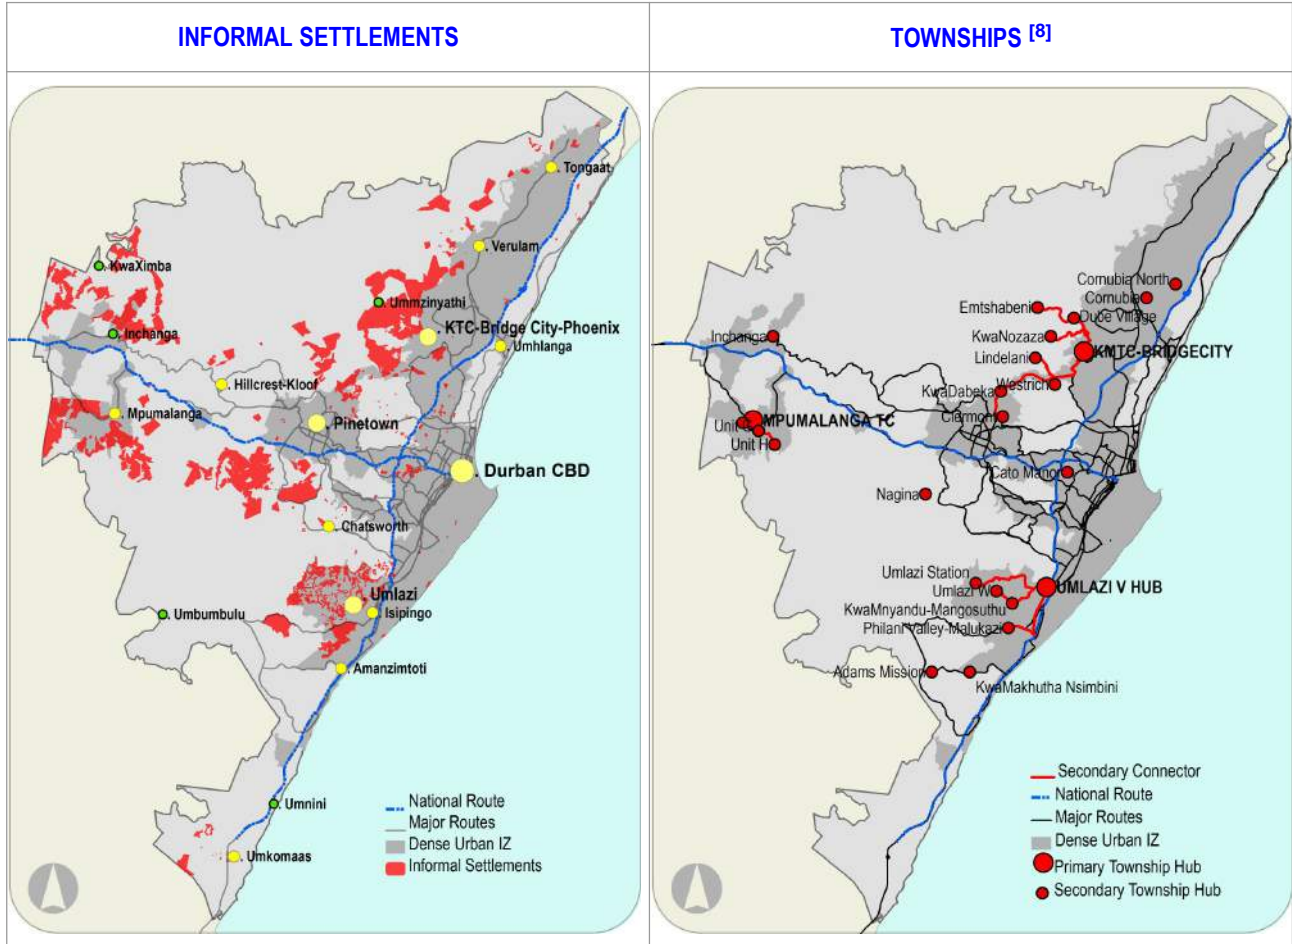 INFORMAL SETTLEMENTS
TOWNSHIPS [8]
Tongaat
Verulam
KwaXimba
Ummzinyathi
Inchanga
KTC-Bridge City-Phoenix
Umhlanga
Hillcrest-Kloof
Mpumalanga
Pinetown
Durban CBD
Chatsworth
Umlazi
Isipingo
Umbumbulu
Amanzimtoti
Umnini
Umkomaas
National Route
Major Routes
Dense Urban IZ
Informal Settlements
Cornubia North
Cornubia
Emtshabeni
Dube Village
Inchanga
KwaNozaza
KMTC-BRIDGECITY
Lindelani
Westrich
KwaDabeka
Clermont
MPUMALANGA TC
Unit H
Cato Manor
Nagina
Umlazi Station
UMLAZI V HUB
Umlazi W
KwaMnyandu-Mangosuthu
Philani Valley-Malukazi
Adams Mission
KwaMakhutha Nsimbini
Secondary Connector
National Route
Major Routes
Dense Urban IZ
Primary Township Hub
Secondary Township Hub